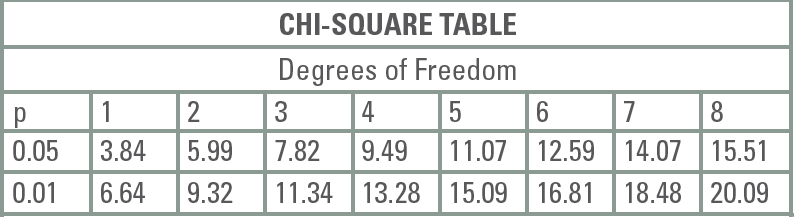 CHI-SQUARE TABLE
Degrees of Freedom
p 1 2 3 4 5 6 7 8
0.05 3.84 5.99 7.82 9.49 11.07 12.59 14.07 15.51
0.01 6.64 9.32 11.34 13.28 15.09 16.81 18.48 20.09